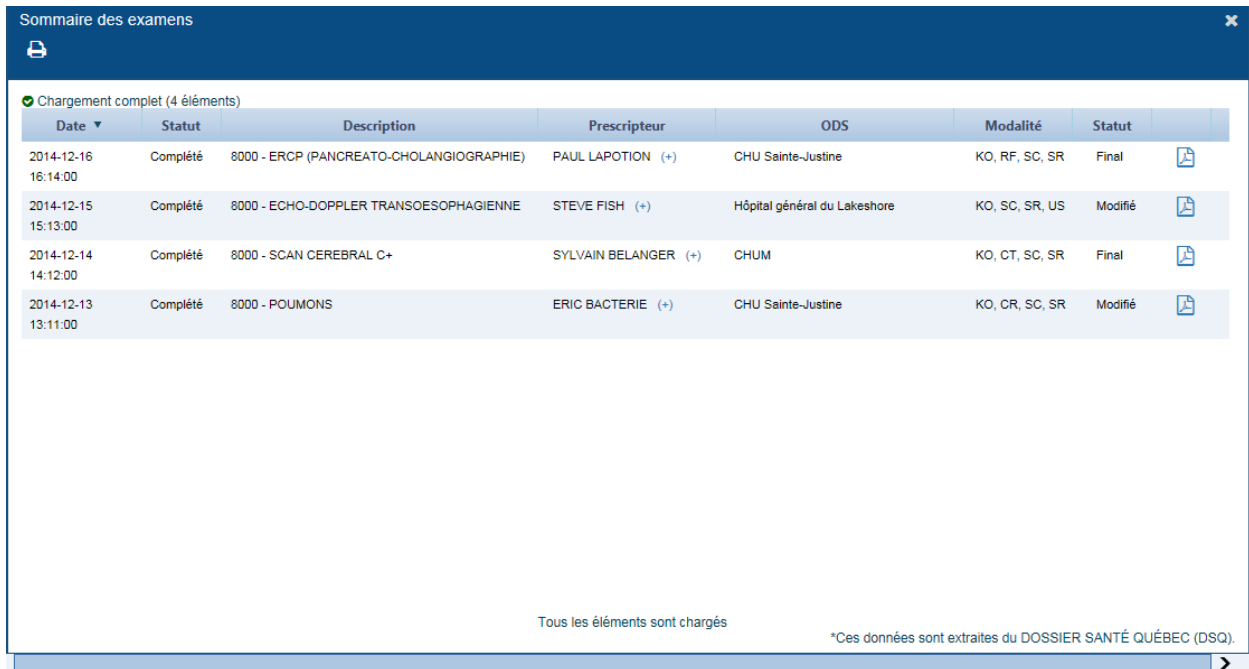 Sommaire des examens
Chargement complet (4 éléments)
Date Statut Description Prescripteur ODS Modalité Statut
2014-12-16 16:14:00 Complété 8000 - ERCP (PANCREATO-CHOLANGIOGRAPHIE) PAUL LAPOTION (+) CHU Sainte-Justine KO, RF, SC, SR Final
2014-12-15 15:13:00 Complété 8000 - ECHO-DOPPLER TRANSOESOPHAGIENNE STEVE FISH (+) Hôpital général du Lakeshore KO, SC, SR, US Modifié
2014-12-14 14:12:00 Complété 8000 - SCAN CEREBRAL C+ SYLVAIN BELANGER (+) CHUM KO, CT, SC, SR Final
2014-12-13 13:11:00 Complété 8000 - POUMONS ERIC BACTERIE (+) CHU Sainte-Justine KO, CR, SC, SR Modifié
Tous les éléments sont chargés
*Ces données sont extraites du DOSSIER SANTÉ QUÉBEC (DSQ).